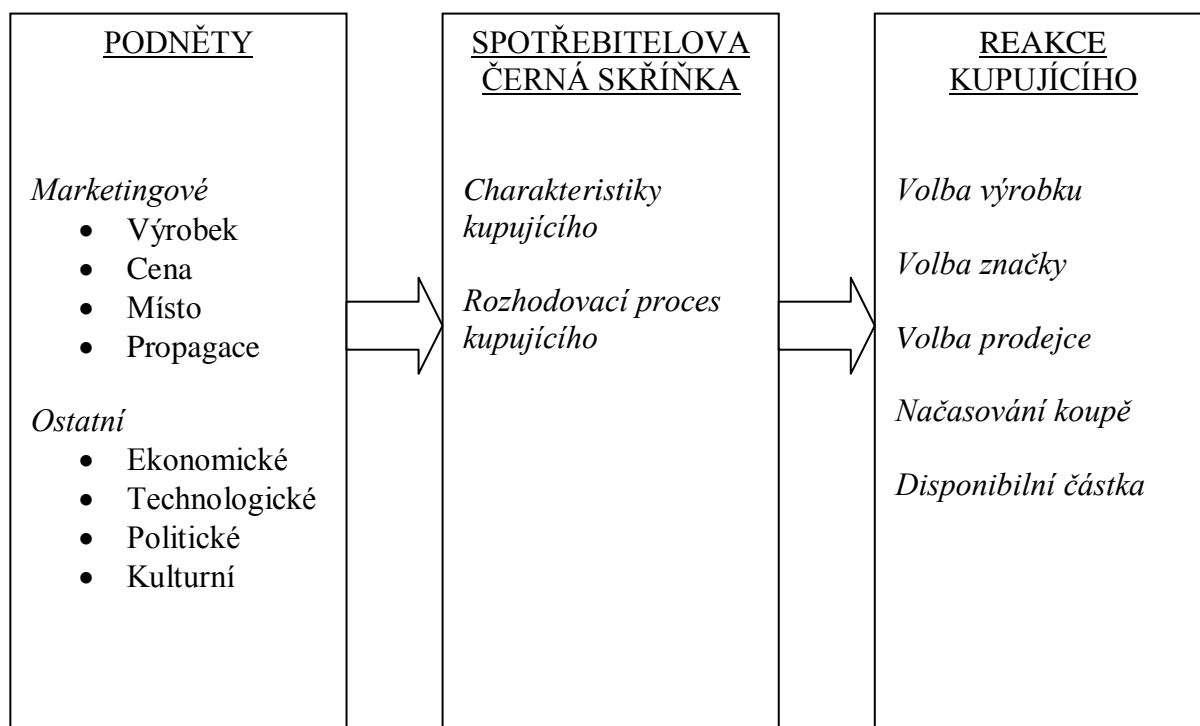 PODNĚTY
Marketingové
• Výrobek
• Cena
• Místo
• Propagace
Ostatní
• Ekonomické
• Technologické
• Politické
• Kulturní
SPOTŘEBITELOVA
ČERNÁ SKŘÍŇKA
Charakteristiky
kupujícího
Rozhodovací proces
kupujícího
REAKCE
KUPUJÍCÍHO
Volba výrobku
Volba značky
Volba prodejce
Načasování koupě
Disponibilní částka